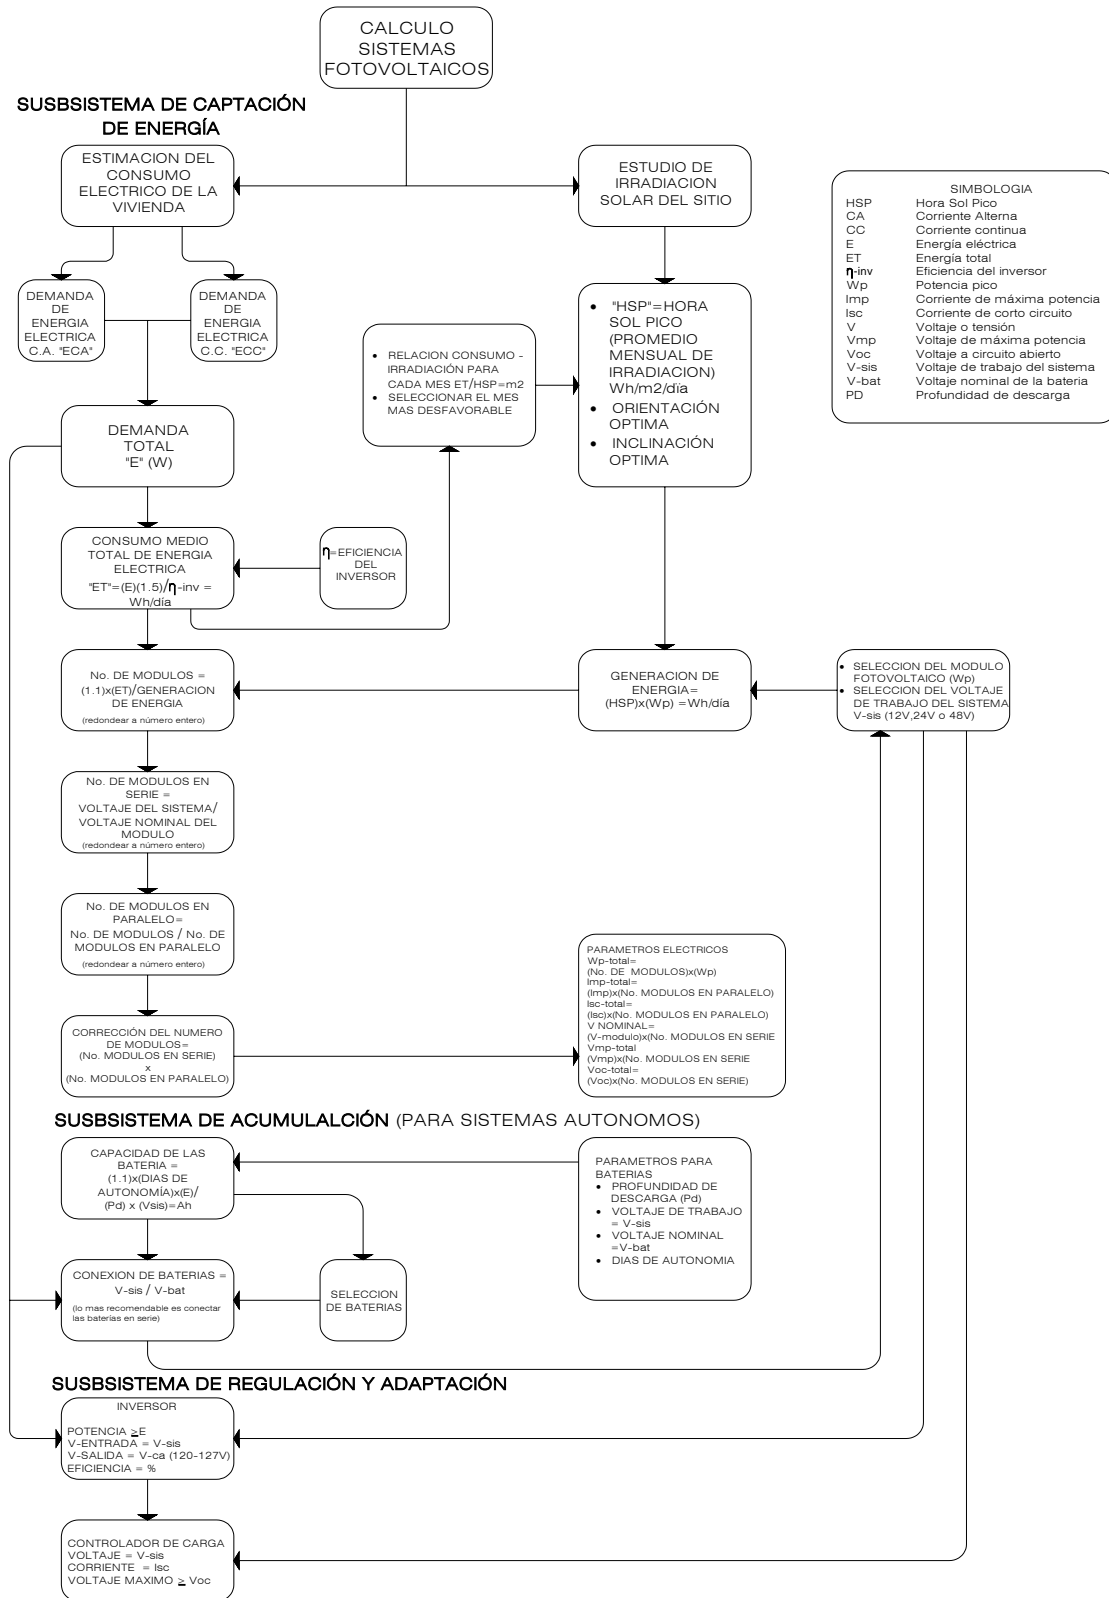 CALCULO
SISTEMAS
FOTOVOLTAICOS
SUSBSISTEMA DE CAPTACIÓN
DE ENERGÍA
ESTIMACION DEL
CONSUMO
ELECTRICO DE LA
VIVIENDA
ESTUDIO DE
IRRADIACION
SOLAR DEL SITIO
SIMBOLOGIA
HSP Hora Sol Pico
CA Corriente Alterna
CC Corriente continua
E Energía eléctrica
ET Energía total
η-inv Eficiencia del inversor
Wp Potencia pico
Imp Corriente de máxima potencia
Isc Corriente de corto circuito
V Voltaje o tensión
Vmp Voltaje de máxima potencia
Voc Voltaje a circuito abierto
V-sis Voltaje de trabajo del sistema
V-bat Voltaje nominal de la bateria
PD Profundidad de descarga
DEMANDA
DE
ENERGIA
ELECTRICA
C.A. "ECA"
DEMANDA
DE
ENERGIA
ELECTRICA
C.C. "ECC"
• RELACION CONSUMO -
IRRADIACIÓN PARA
CADA MES ET/HSP=m2
• SELECCIONAR EL MES
MAS DESFAVORABLE
• "HSP"=HORA
SOL PICO
(PROMEDIO
MENSUAL DE
IRRADIACION)
Wh/m2/dïa
• ORIENTACIÓN
OPTIMA
• INCLINACIÓN
OPTIMA
DEMANDA
TOTAL
"E" (W)
CONSUMO MEDIO
TOTAL DE ENERGIA
ELECTRICA
"ET"=(E)(1.5)/η-inv =
Wh/día
η=EFICIENCIA
DEL
INVERSOR
No. DE MODULOS =
(1.1)x(ET)/GENERACION
DE ENERGIA
(redondear a número entero)
GENERACION DE
ENERGIA=
(HSP)x(Wp) =Wh/día
• SELECCION DEL MODULO
FOTOVOLTAICO (Wp)
• SELECCION DEL VOLTAJE
DE TRABAJO DEL SISTEMA
V-sis (12V,24V o 48V)
No. DE MODULOS EN
SERIE =
VOLTAJE DEL SISTEMA/
VOLTAJE NOMINAL DEL
MODULO
(redondear a número entero)
No. DE MODULOS EN
PARALELO=
No. DE MODULOS / No. DE
MODULOS EN PARALELO
(redondear a número entero)
CORRECCIÓN DEL NUMERO
DE MODULOS=
(No. MODULOS EN SERIE)
x
(No. MODULOS EN PARALELO)
PARAMETROS ELECTRICOS
Wp-total=
(No. DE MODULOS)x(Wp)
Imp-total=
(Imp)x(No. MODULOS EN PARALELO)
Isc-total=
(Isc)x(No. MODULOS EN PARALELO)
V NOMINAL=
(V-modulo)x(No. MODULOS EN SERIE
Vmp-total
(Vmp)x(No. MODULOS EN SERIE
Voc-total=
(Voc)x(No. MODULOS EN SERIE)
SUSBSISTEMA DE ACUMULALCIÓN (PARA SISTEMAS AUTONOMOS)
CAPACIDAD DE LAS
BATERIA =
(1.1)x(DIAS DE
AUTONOMÍA)x(E)/
(Pd) x (Vsis)=Ah
PARAMETROS PARA
BATERIAS
• PROFUNDIDAD DE
DESCARGA (Pd)
• VOLTAJE DE TRABAJO
= V-sis
• VOLTAJE NOMINAL
=V-bat
• DIAS DE AUTONOMIA
CONEXION DE BATERIAS =
V-sis / V-bat
(lo mas recomendable es conectar
las baterías en serie)
SELECCION
DE BATERIAS
SUSBSISTEMA DE REGULACIÓN Y ADAPTACIÓN
INVERSOR
POTENCIA ≥E
V-ENTRADA = V-sis
V-SALIDA = V-ca (120-127V)
EFICIENCIA = %
CONTROLADOR DE CARGA
VOLTAJE = V-sis
CORRIENTE = Isc
VOLTAJE MAXIMO ≥ Voc